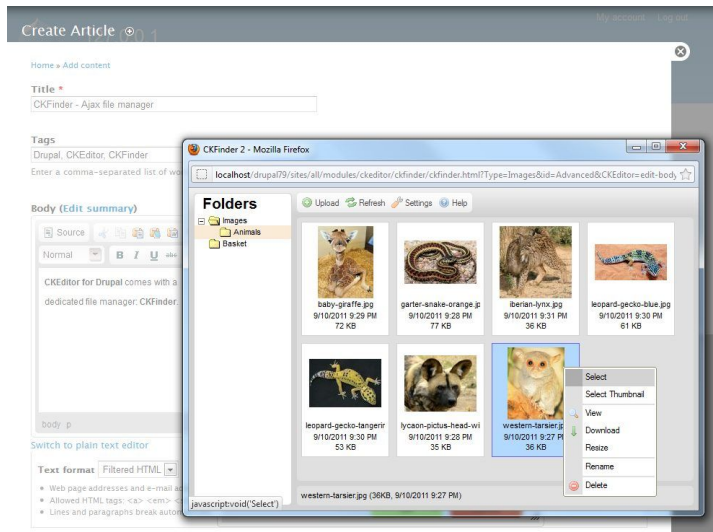 My account Log out
Create Article
127.0.0.1
Home » Add content
Title *
CKFinder - Ajax file manager
Tags
Drupal, CKEditor, CKFinder
Enter a comma-separated list of wo
Body (Edit summary)
Source
Normal B I U abc
CKEditor for Drupal comes with a
dedicated file manager: CKFinder.
body p
Switch to plain text editor
Text format Filtered HTML
Web page addresses and e-mail ad
Allowed HTML tags: <a> <em> <
Lines and paragraphs break autom
CKFinder 2 - Mozilla Firefox
localhost/drupal79/sites/all/modules/ckeditor/ckfinder/ckfinder.html?Type=Images&id=Advanced&CKEditor=edit-body
Folders
Images
Animals
Basket
Upload Refresh Settings Help
baby-giraffe.jpg
9/10/2011 9:29 PM
72 KB
garter-snake-orange.jp
9/10/2011 9:28 PM
77 KB
iberian-lynx.jpg
9/10/2011 9:31 PM
36 KB
leopard-gecko-blue.jpg
9/10/2011 9:30 PM
61 KB
leopard-gecko-tangerir
9/10/2011 9:30 PM
53 KB
lycaon-pictus-head-wi
9/10/2011 9:28 PM
35 KB
western-tarsier.jp
9/10/2011 9:27 P
36 KB
Select
Select Thumbnail
View
Download
Resize
Rename
Delete
western-tarsier.jpg (36KB, 9/10/2011 9:27 PM)
javascript:void('Select')